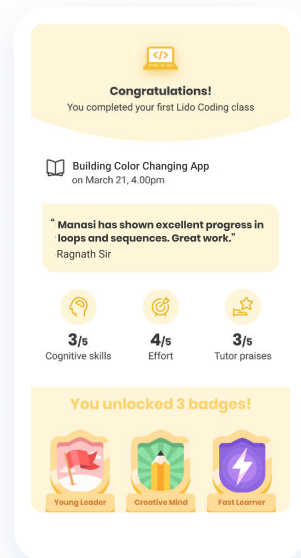 </>
Congratulations!
You completed your first Lido Coding class
Building Color Changing App
on March 21, 4.00pm
“Manasi has shown excellent progress in
loops and sequences. Great work.”
Ragnath Sir
3/5
Cognitive skills
4/5
Effort
3/5
Tutor praises
You unlocked 3 badges!
Young Leader
Creative Mind
Fast Learner